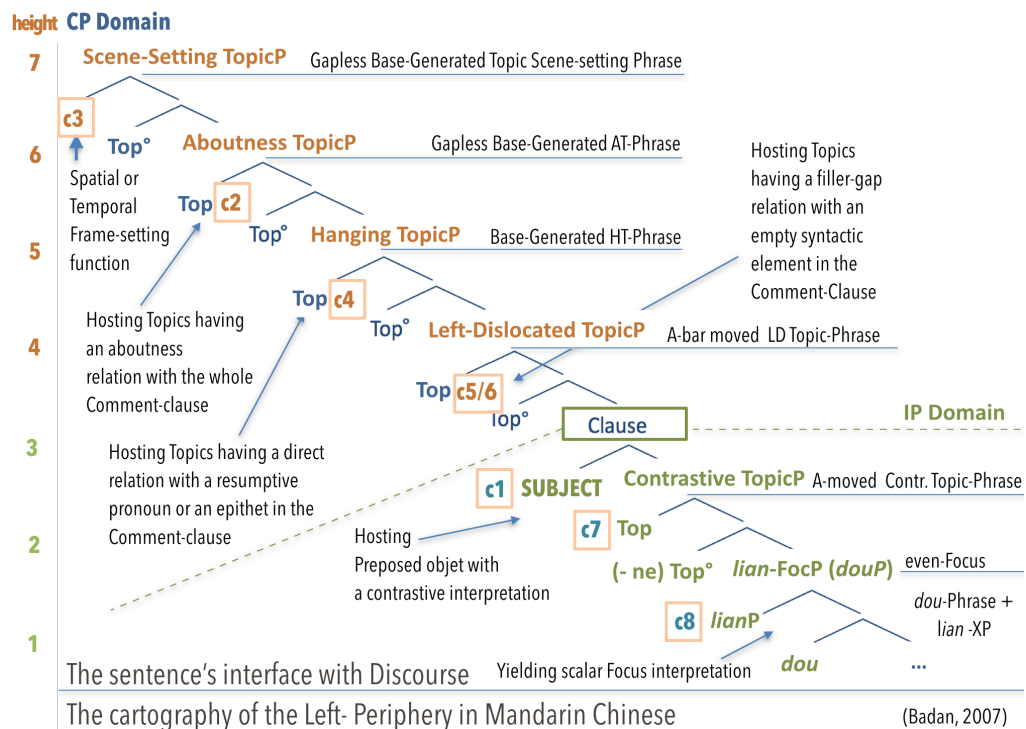 height CP Domain
7 Scene-Setting TopicP Gapless Base-Generated Topic Scene-setting Phrase
c3
Top°
6 Aboutness TopicP Gapless Base-Generated AT-Phrase
Spatial or
Temporal
Frame-setting
function
Top c2
Top°
Hosting Topics
having a filler-gap
relation with an
empty syntactic
element in the
Comment-Clause
5 Hanging TopicP Base-Generated HT-Phrase
Top c4
Top°
Hosting Topics having
an aboutness
relation with the whole
Comment-clause
4 Left-Dislocated TopicP A-bar moved LD Topic-Phrase
Top c5/6
Top°
Clause
IP Domain
3
Hosting Topics having a direct
relation with a resumptive
pronoun or an epithet in the
Comment-clause
c1 SUBJECT Contrastive TopicP A-moved Contr. Topic-Phrase
c7 Top
2
Hosting
Preposed objet with
a contrastive interpretation
(- ne) Top° lian-FocP (douP) even-Focus
dou-Phrase +
lian -XP
c8 lianP
1
Yielding scalar Focus interpretation dou ...
The sentence's interface with Discourse
The cartography of the Left- Periphery in Mandarin Chinese (Badan, 2007)